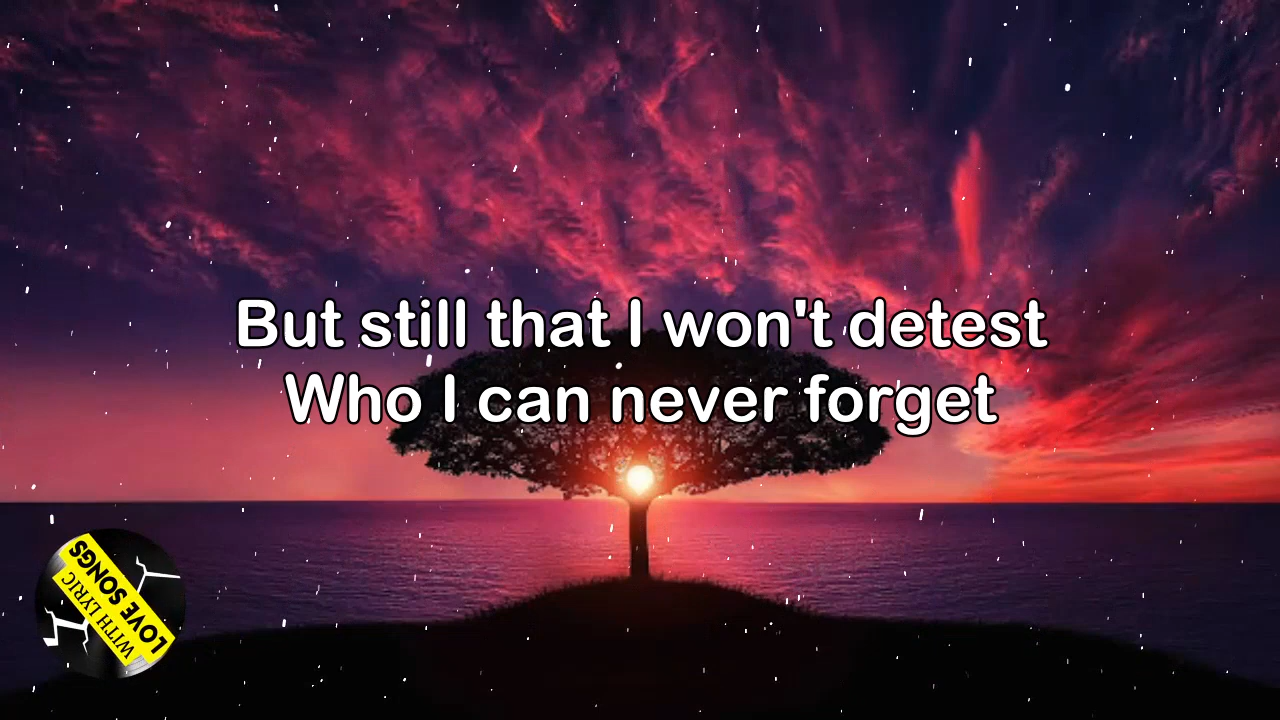 But still that I won't detest
Who I can never forget
LOVE SONGS
WITH LYRIC